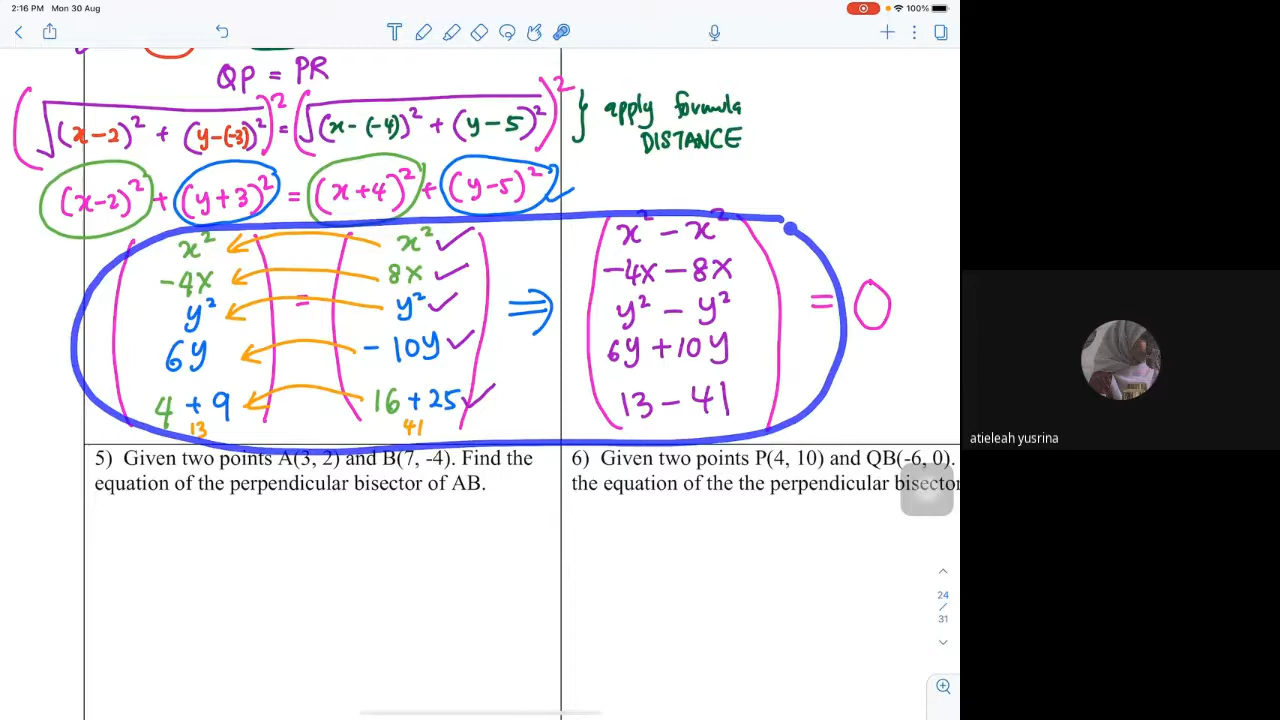 2:16 PM Mon 30 Aug
100%
QP = PR
(√(x-2)² + (y-(-3))²)² = (√(x-(-4))² + (y-5)²)²
} apply formula
DISTANCE
(x-2)² + (y+3)² = (x+4)² + (y-5)²
x² x² x² - x²
-4x 8x -4x - 8x
y² = y² ⇒ y² - y² = 0
6y - 10y 6y + 10y
4 + 9 16 + 25 13 - 41
13 41
atieleah yusrina
5) Given two points A(3, 2) and B(7, -4). Find the
equation of the perpendicular bisector of AB.
6) Given two points P(4, 10) and QB(-6, 0).
the equation of the the perpendicular bisector
24
/
31